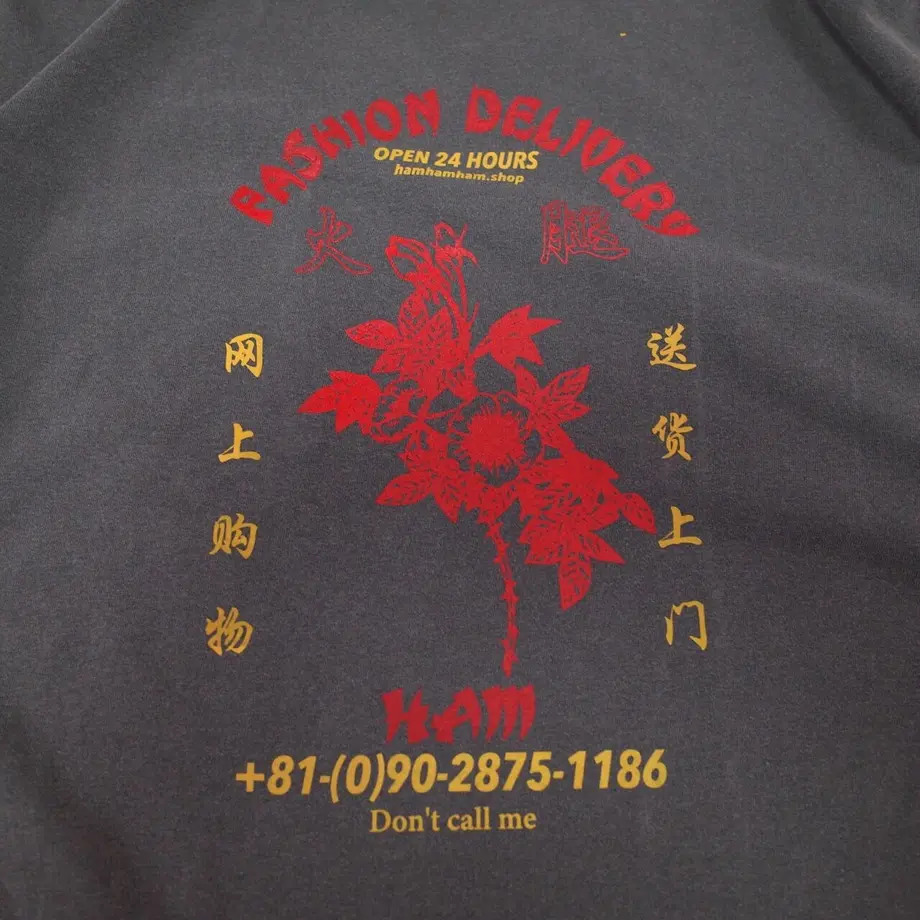 FASHION DELIVERY
OPEN 24 HOURS
hamhamham.shop
火腿
网上购物
送货上门
HAM
+81-(0)90-2875-1186
Don't call me